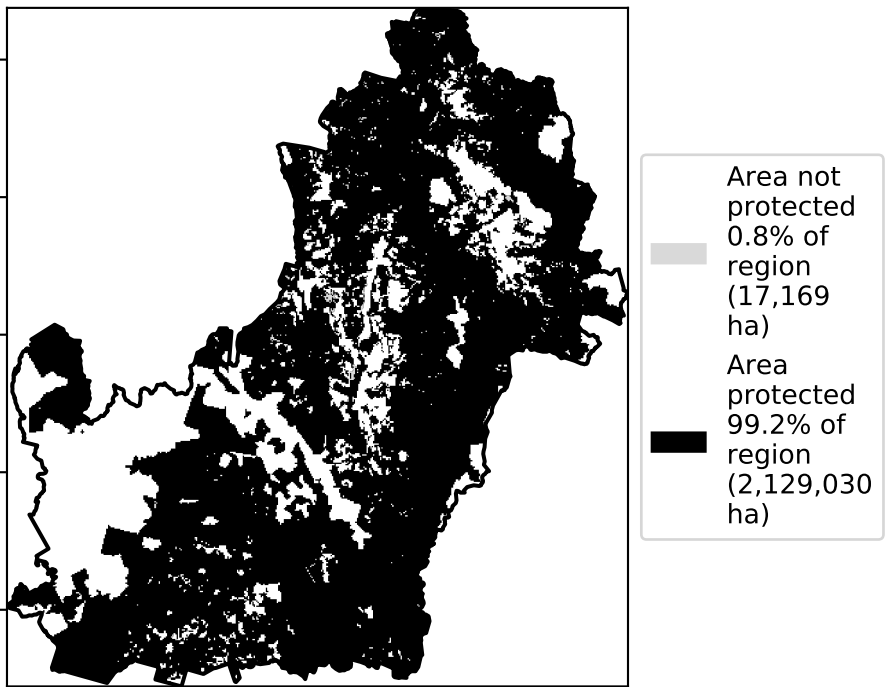 Area not
protected
0.8% of
region
(17,169
ha)
Area
protected
99.2% of
region
(2,129,030
ha)